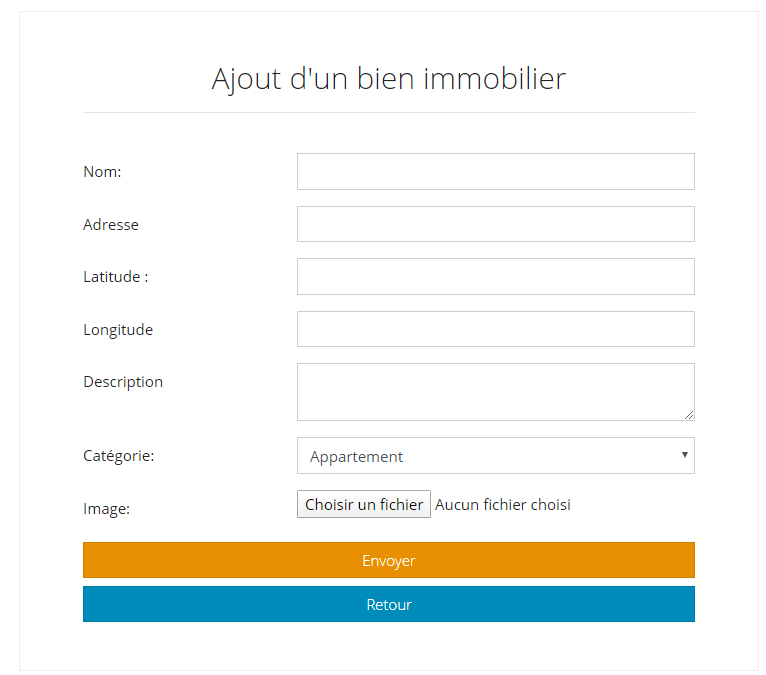 Ajout d'un bien immobilier
Nom:
Adresse
Latitude :
Longitude
Description
Catégorie:
Appartement
Image:
Choisir un fichier Aucun fichier choisi
Envoyer
Retour